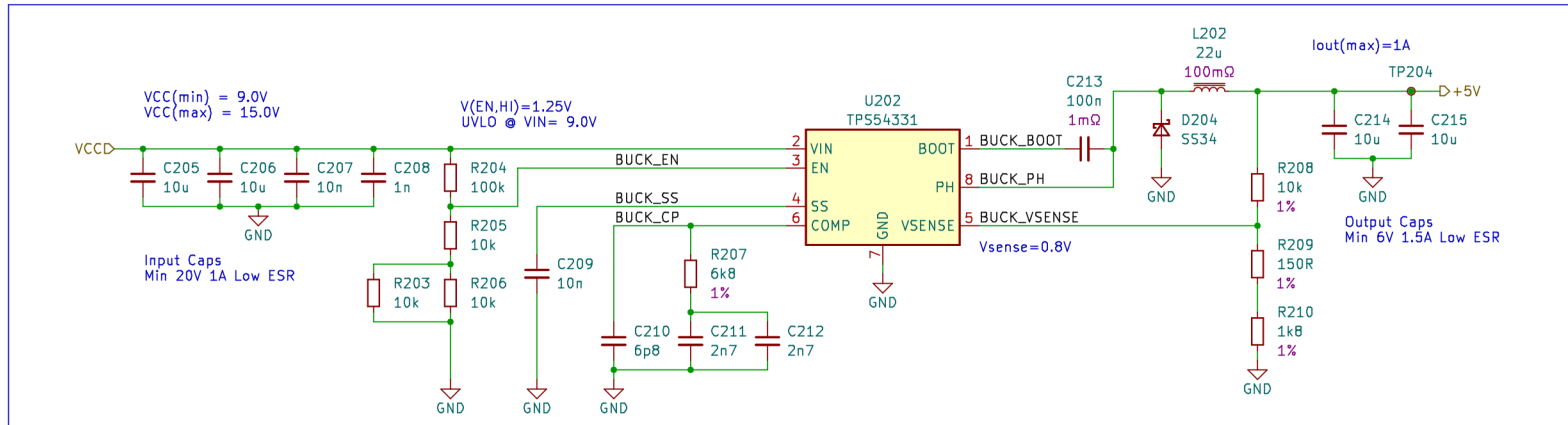 VCC(min) = 9.0V
VCC(max) = 15.0V
V(EN,HI)=1.25V
UVLO @ VIN= 9.0V
VCC
C205
10u
C206
10u
C207
10n
C208
1n
GND
Input Caps
Min 20V 1A Low ESR
R204
100k
R205
10k
R203
10k
R206
10k
GND
BUCK_EN
BUCK_SS
BUCK_CP
C209
10n
GND
R207
6k8
1%
C210
6p8
C211
2n7
C212
2n7
GND
U202
TPS54331
2
VIN
3
EN
4
SS
6
COMP
BOOT
1
PH
8
VSENSE
5
GND
7
GND
BUCK_BOOT
BUCK_PH
BUCK_VSENSE
Vsense=0.8V
C213
100n
1mΩ
D204
SS34
GND
L202
22u
100mΩ
Iout(max)=1A
TP204
+5V
C214
10u
C215
10u
GND
Output Caps
Min 6V 1.5A Low ESR
R208
10k
1%
R209
150R
1%
R210
1k8
1%
GND